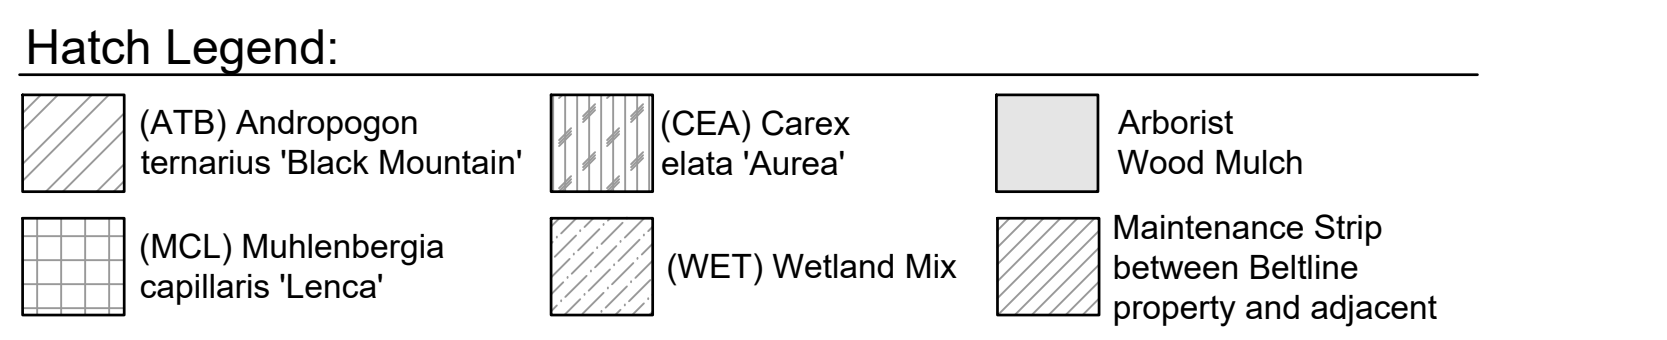 Hatch Legend:
(ATB) Andropogon
ternarius 'Black Mountain'
(CEA) Carex
elata 'Aurea'
Arborist
Wood Mulch
(MCL) Muhlenbergia
capillaris 'Lenca'
(WET) Wetland Mix
Maintenance Strip
between Beltline
property and adjacent